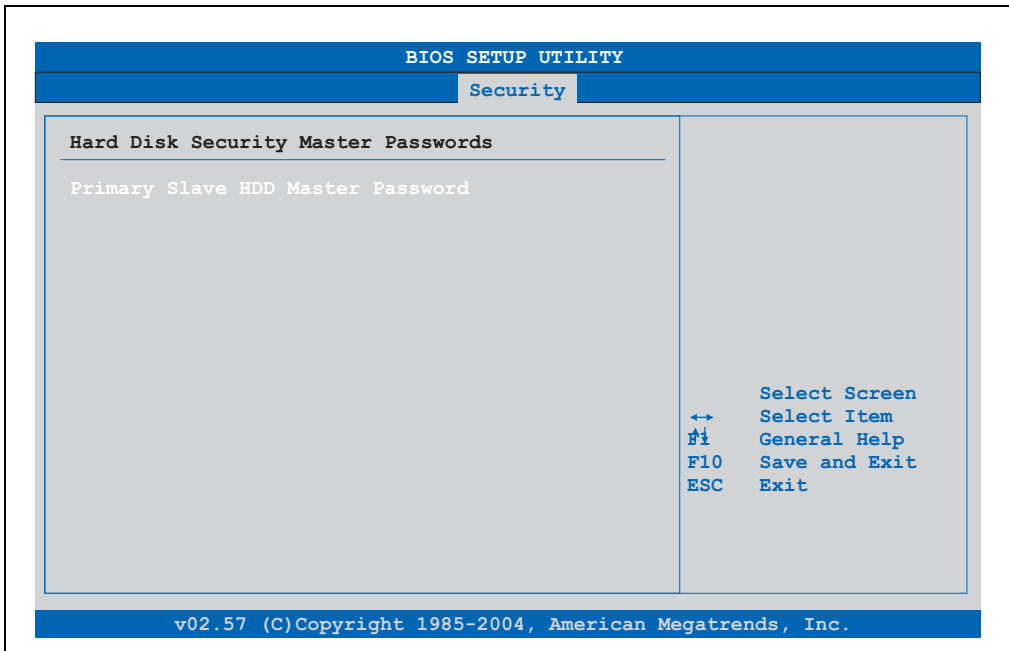 BIOS SETUP UTILITY
Security
Hard Disk Security Master Passwords
Primary Slave HDD Master Password
Select Screen
↔ Select Item
F1 General Help
F10 Save and Exit
ESC Exit
v02.57 (C)Copyright 1985-2004, American Megatrends, Inc.